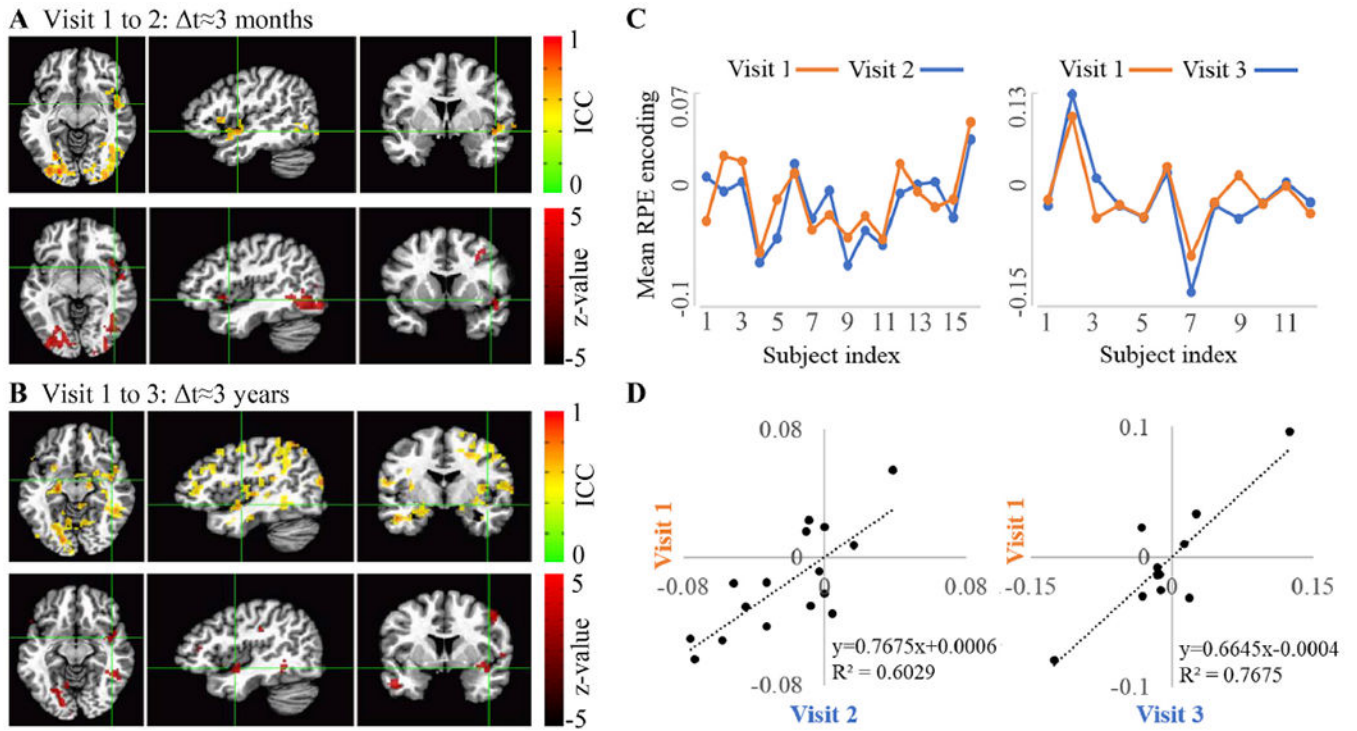 A Visit 1 to 2: Δt≈3 months
1
ICC
0
5
z-value
-5
B Visit 1 to 3: Δt≈3 years
1
ICC
0
5
z-value
-5
C
Visit 1 Visit 2
Mean RPE encoding
0.07
0
-0.1
1 3 5 7 9 11 13 15
Subject index
Visit 1 Visit 3
0.13
0
-0.15
1 3 5 7 9 11
Subject index
D
0.08
Visit 1
0
-0.08 0 0.08
y=0.7675x+0.0006
R² = 0.6029
-0.08
Visit 2
0.1
Visit 1
0
-0.15 0 0.15
y=0.6645x-0.0004
R² = 0.7675
-0.1
Visit 3